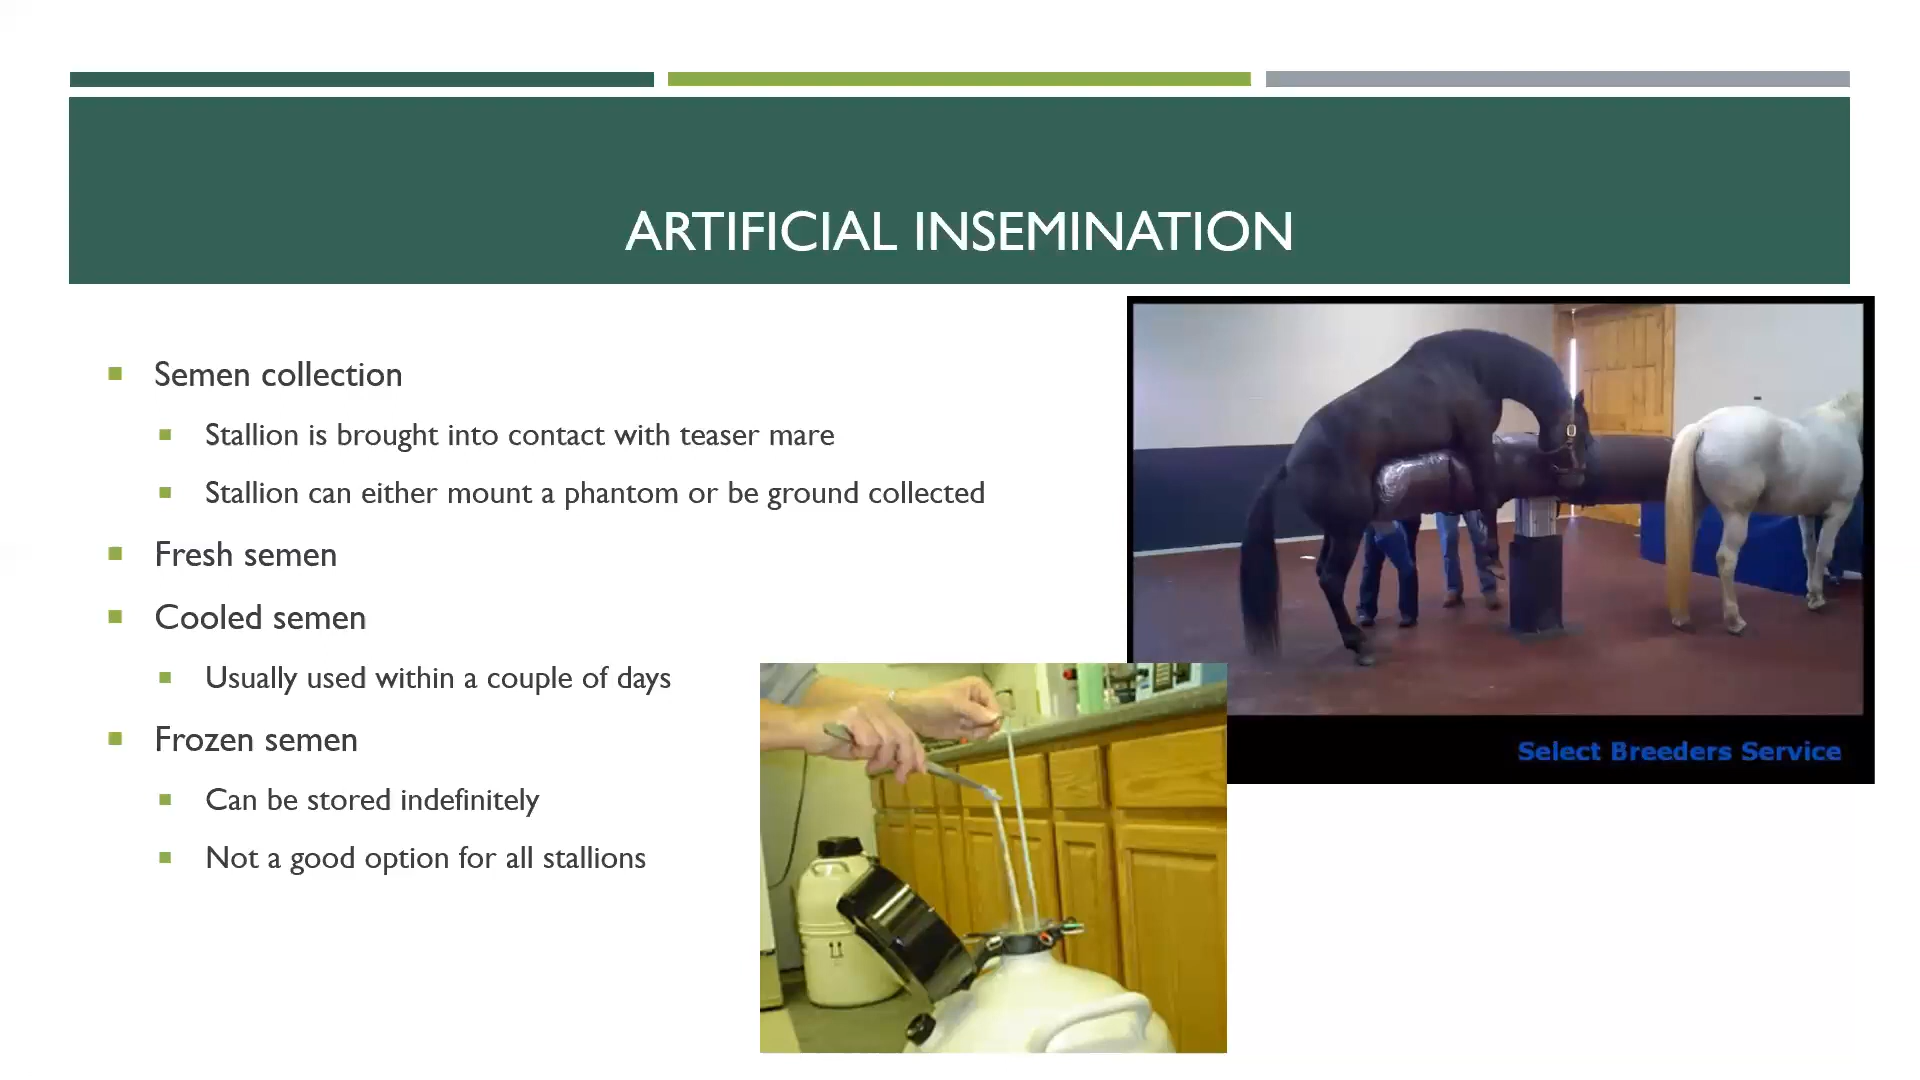 ARTIFICIAL INSEMINATION
Semen collection
Stallion is brought into contact with teaser mare
Stallion can either mount a phantom or be ground collected
Fresh semen
Cooled semen
Usually used within a couple of days
Frozen semen
Can be stored indefinitely
Not a good option for all stallions
Select Breeders Service